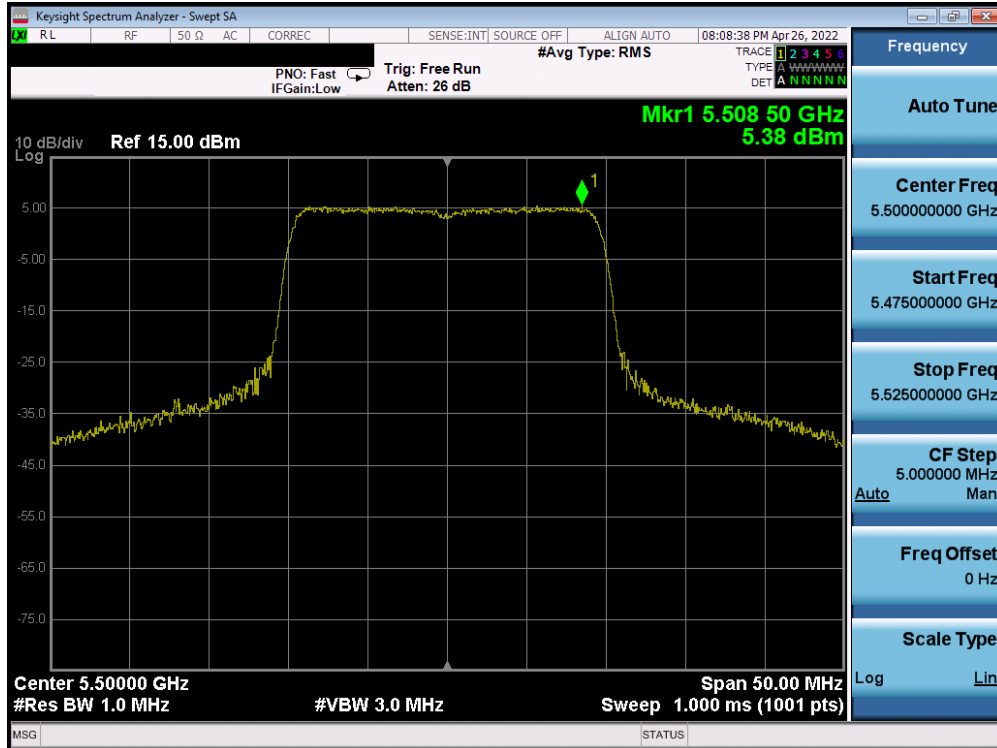 Keysight Spectrum Analyzer - Swept SA
LXI RL RF 50 Ω AC CORREC SENSE:INT SOURCE OFF ALIGN AUTO 08:08:38 PM Apr 26, 2022
#Avg Type: RMS
TRACE 1 2 3 4 5 6
PNO: Fast Trig: Free Run TYPE A WWWWW
IFGain:Low Atten: 26 dB DET A N N N N N
Mkr1 5.508 50 GHz
5.38 dBm
10 dB/div Ref 15.00 dBm
Log
1
5.00
-5.00
-15.0
-25.0
-35.0
-45.0
-55.0
-65.0
-75.0
Center 5.50000 GHz Span 50.00 MHz
#Res BW 1.0 MHz #VBW 3.0 MHz Sweep 1.000 ms (1001 pts)
MSG STATUS
Frequency
Auto Tune
Center Freq
5.500000000 GHz
Start Freq
5.475000000 GHz
Stop Freq
5.525000000 GHz
CF Step
5.000000 MHz
Auto Man
Freq Offset
0 Hz
Scale Type
Log Lin